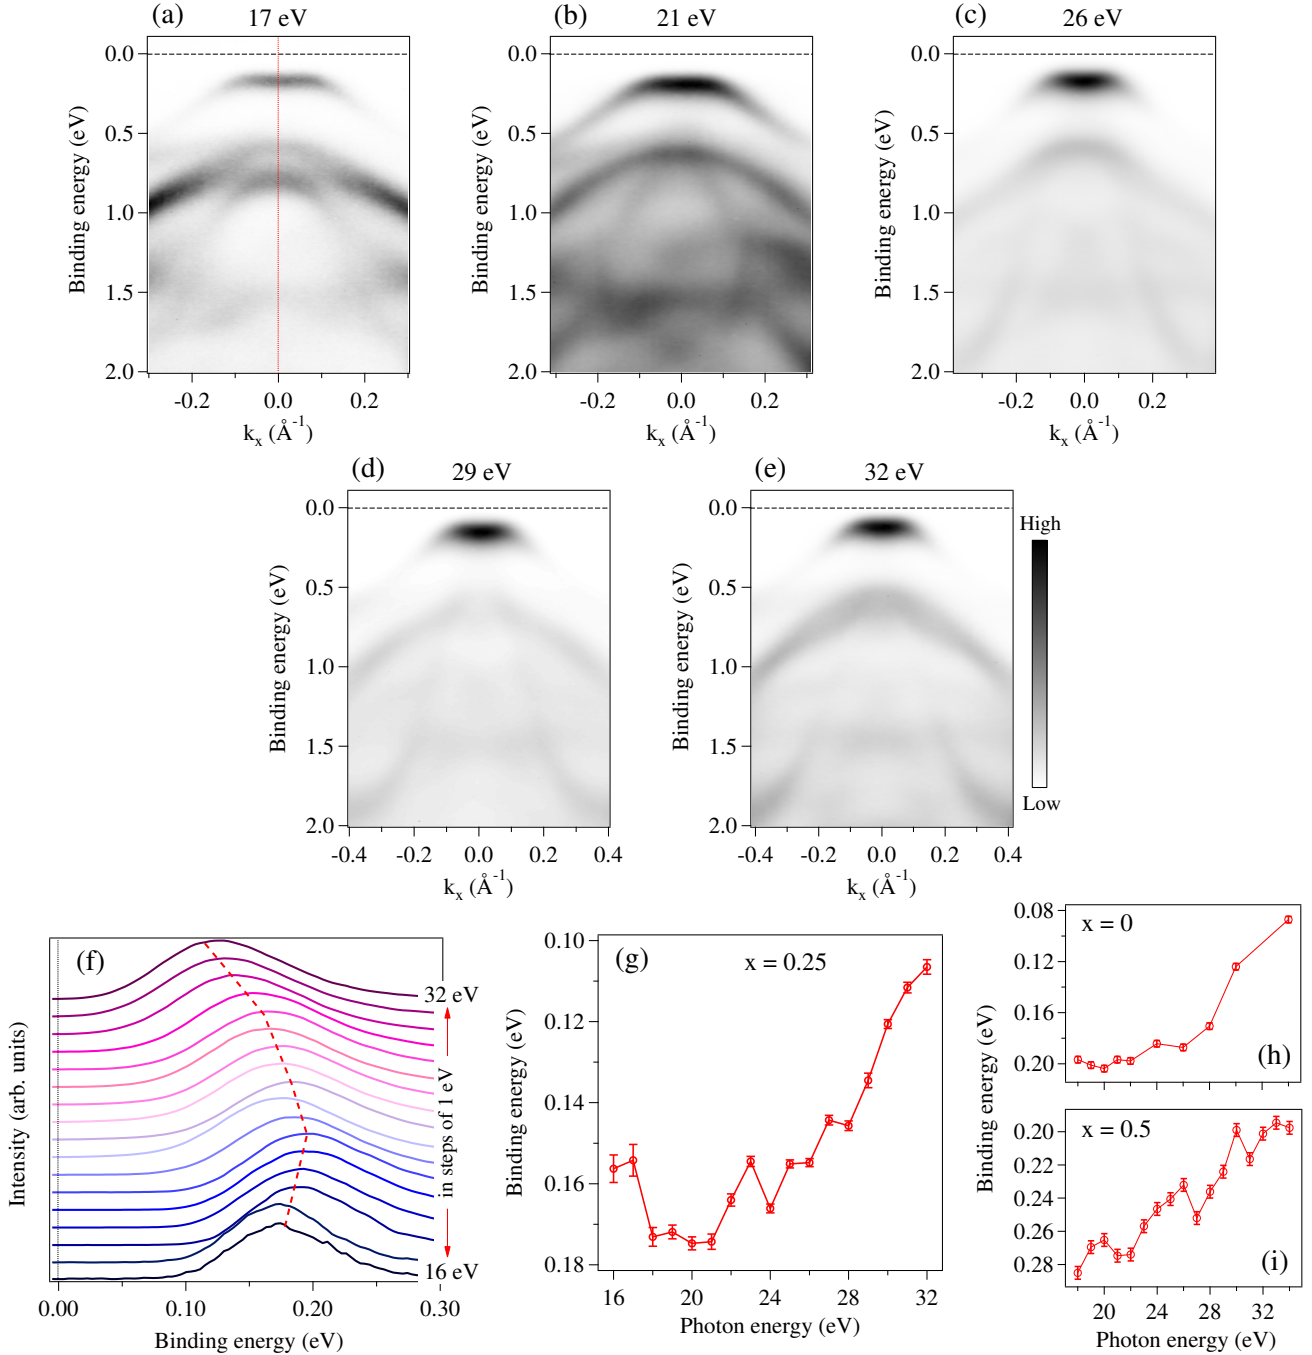 (a) 17 eV
(b) 21 eV
(c) 26 eV
0.0
0.5
1.0
1.5
2.0
Binding energy (eV)
-0.2 0.0 0.2
kₓ (Å⁻¹)
0.0
0.5
1.0
1.5
2.0
Binding energy (eV)
-0.2 0.0 0.2
kₓ (Å⁻¹)
0.0
0.5
1.0
1.5
2.0
Binding energy (eV)
-0.2 0.0 0.2
kₓ (Å⁻¹)
(d) 29 eV
(e) 32 eV
0.0
0.5
1.0
1.5
2.0
Binding energy (eV)
-0.4 -0.2 0.0 0.2 0.4
kₓ (Å⁻¹)
0.0
0.5
1.0
1.5
2.0
Binding energy (eV)
-0.4 -0.2 0.0 0.2 0.4
kₓ (Å⁻¹)
High
Low
(f)
32 eV
in steps of 1 eV
16 eV
Intensity (arb. units)
0.00 0.10 0.20 0.30
Binding energy (eV)
(g) x = 0.25
0.10
0.12
0.14
0.16
0.18
Binding energy (eV)
16 20 24 28 32
Photon energy (eV)
x = 0
(h)
0.08
0.12
0.16
0.20
Binding energy (eV)
x = 0.5
(i)
0.20
0.22
0.24
0.26
0.28
20 24 28 32
Photon energy (eV)